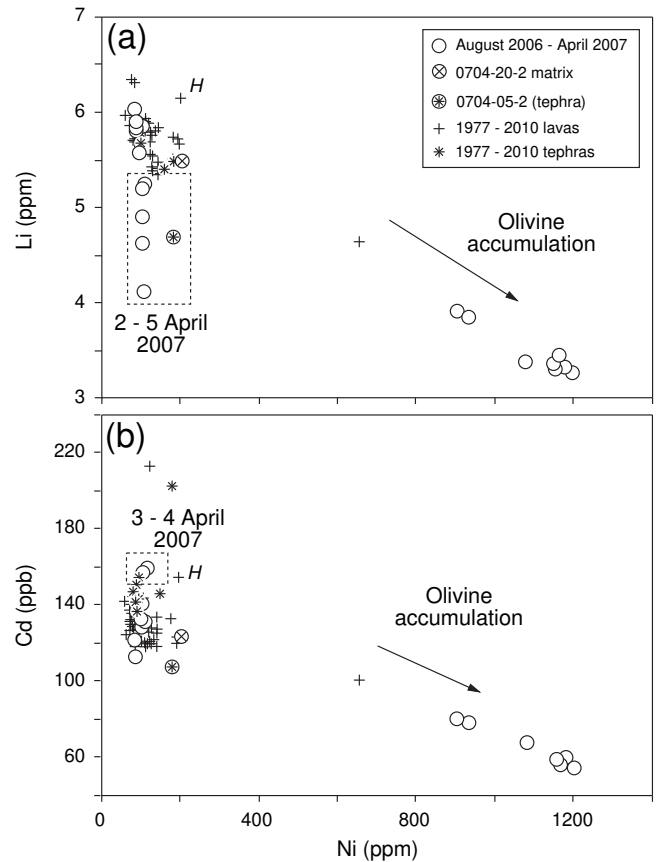 7
6
5
4
3
Li (ppm)
(a)
H
August 2006 - April 2007
0704-20-2 matrix
0704-05-2 (tephra)
1977 - 2010 lavas
1977 - 2010 tephras
Olivine
accumulation
2 - 5 April
2007
220
180
140
100
60
Cd (ppb)
(b)
3 - 4 April
2007
H
Olivine
accumulation
0
200
400
800
1200
Ni (ppm)